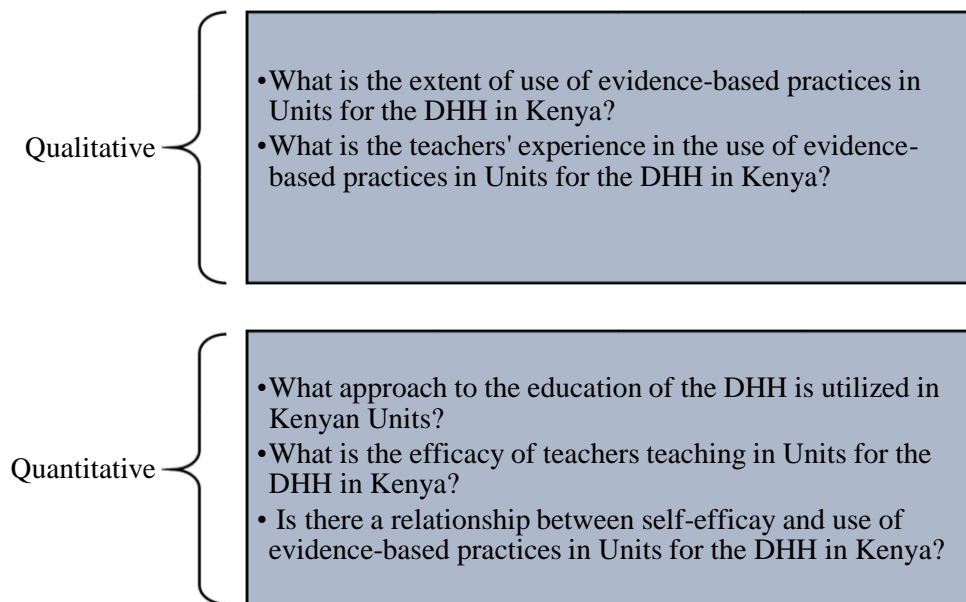 Qualitative
•What is the extent of use of evidence-based practices in
Units for the DHH in Kenya?
•What is the teachers' experience in the use of evidence-
based practices in Units for the DHH in Kenya?
Quantitative
•What approach to the education of the DHH is utilized in
Kenyan Units?
•What is the efficacy of teachers teaching in Units for the
DHH in Kenya?
• Is there a relationship between self-efficay and use of
evidence-based practices in Units for the DHH in Kenya?